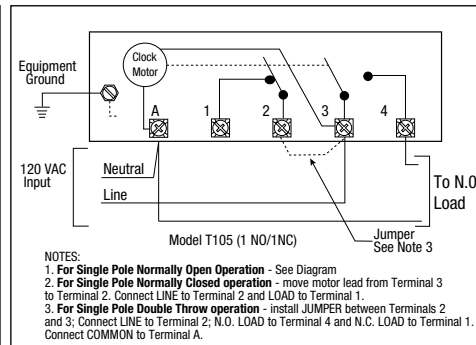 Equipment
Ground
Clock
Motor
A
1
2
3
4
120 VAC
Input
Neutral
Line
To N.O
Load
Jumper
See Note 3
Model T105 (1 NO/1NC)
NOTES:
1. For Single Pole Normally Open Operation - See Diagram
2. For Single Pole Normally Closed operation - move motor lead from Terminal 3
to Terminal 2. Connect LINE to Terminal 2 and LOAD to Terminal 1.
3. For Single Pole Double Throw operation - install JUMPER between Terminals 2
and 3; Connect LINE to Terminal 2; N.O. LOAD to Terminal 4 and N.C. LOAD to Terminal 1.
Connect COMMON to Terminal A.